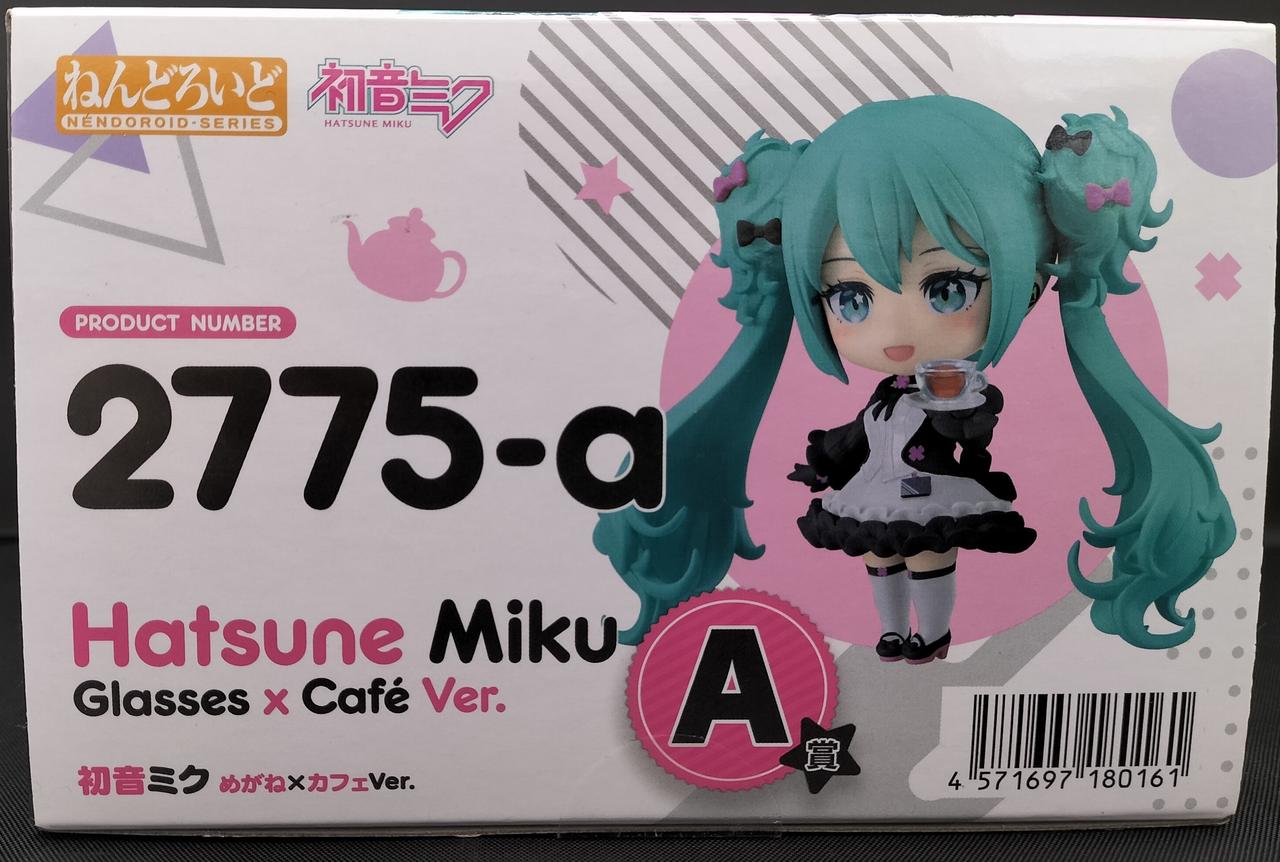 ねんどろいど
NENDOROID-SERIES
初音ミク
HATSUNE MIKU
PRODUCT NUMBER
2775-a
Hatsune Miku
Glasses x Café Ver.
初音ミク めがね×カフェVer.
A
賞
4 571697 180161